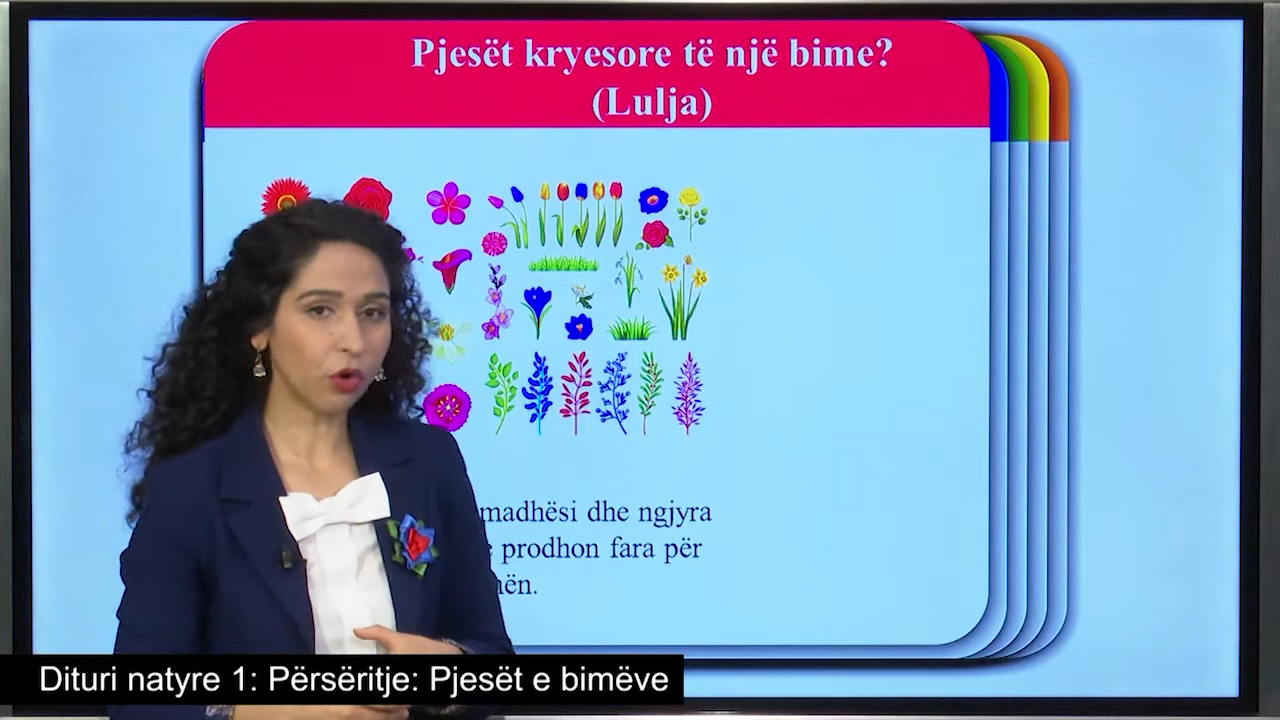 Pjesët kryesore të një bime?
(Lulja)
madhësi dhe ngjyra
prodhon fara për
Dituri natyre 1: Përsëritje: Pjesët e bimëve